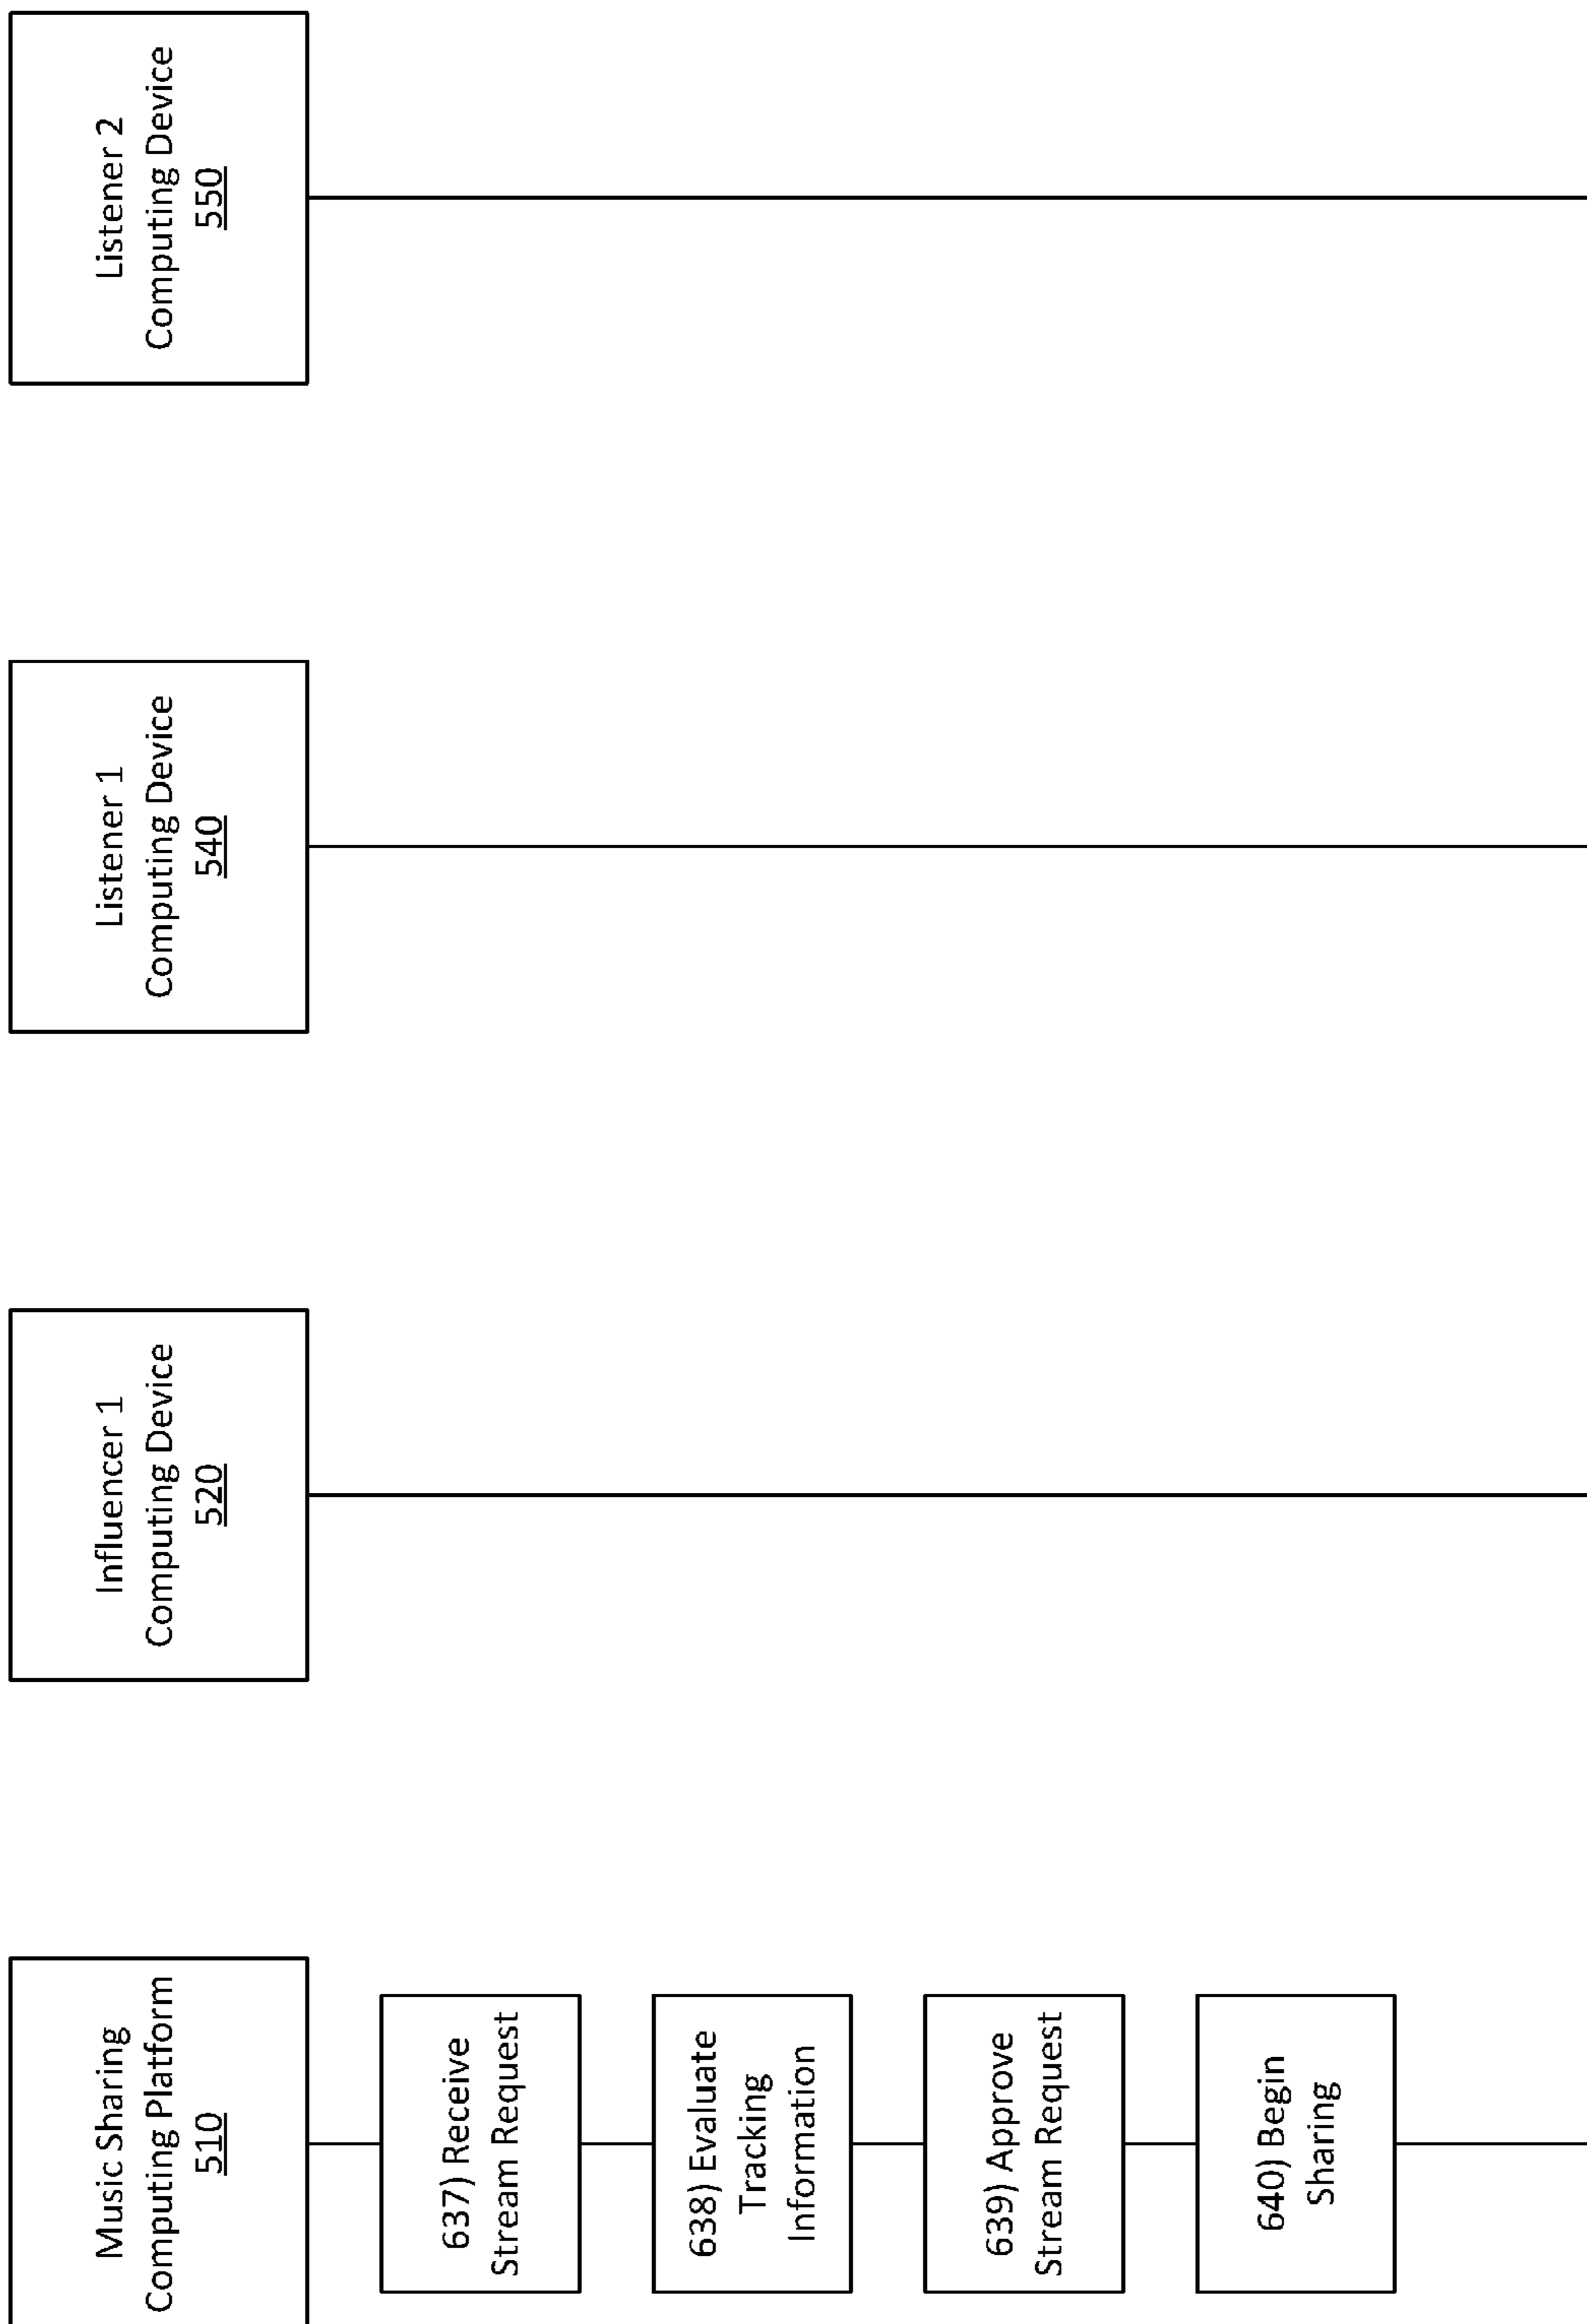 Music Sharing
Computing Platform
510
Influencer 1
Computing Device
520
Listener 1
Computing Device
540
Listener 2
Computing Device
550
637) Receive
Stream Request
638) Evaluate
Tracking
Information
639) Approve
Stream Request
640) Begin
Sharing